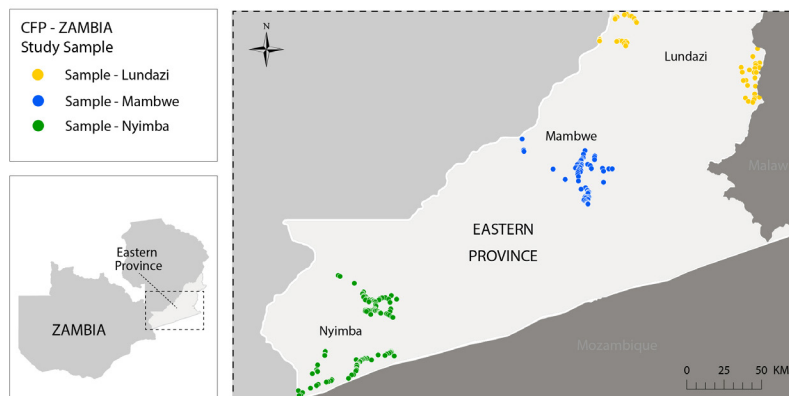 CFP - ZAMBIA
Study Sample
Sample - Lundazi
Sample - Mambwe
Sample - Nyimba
Eastern
Province
ZAMBIA
N
Lundazi
Mambwe
Malaw
EASTERN
PROVINCE
Nyimba
Mozambique
0 25 50 KM